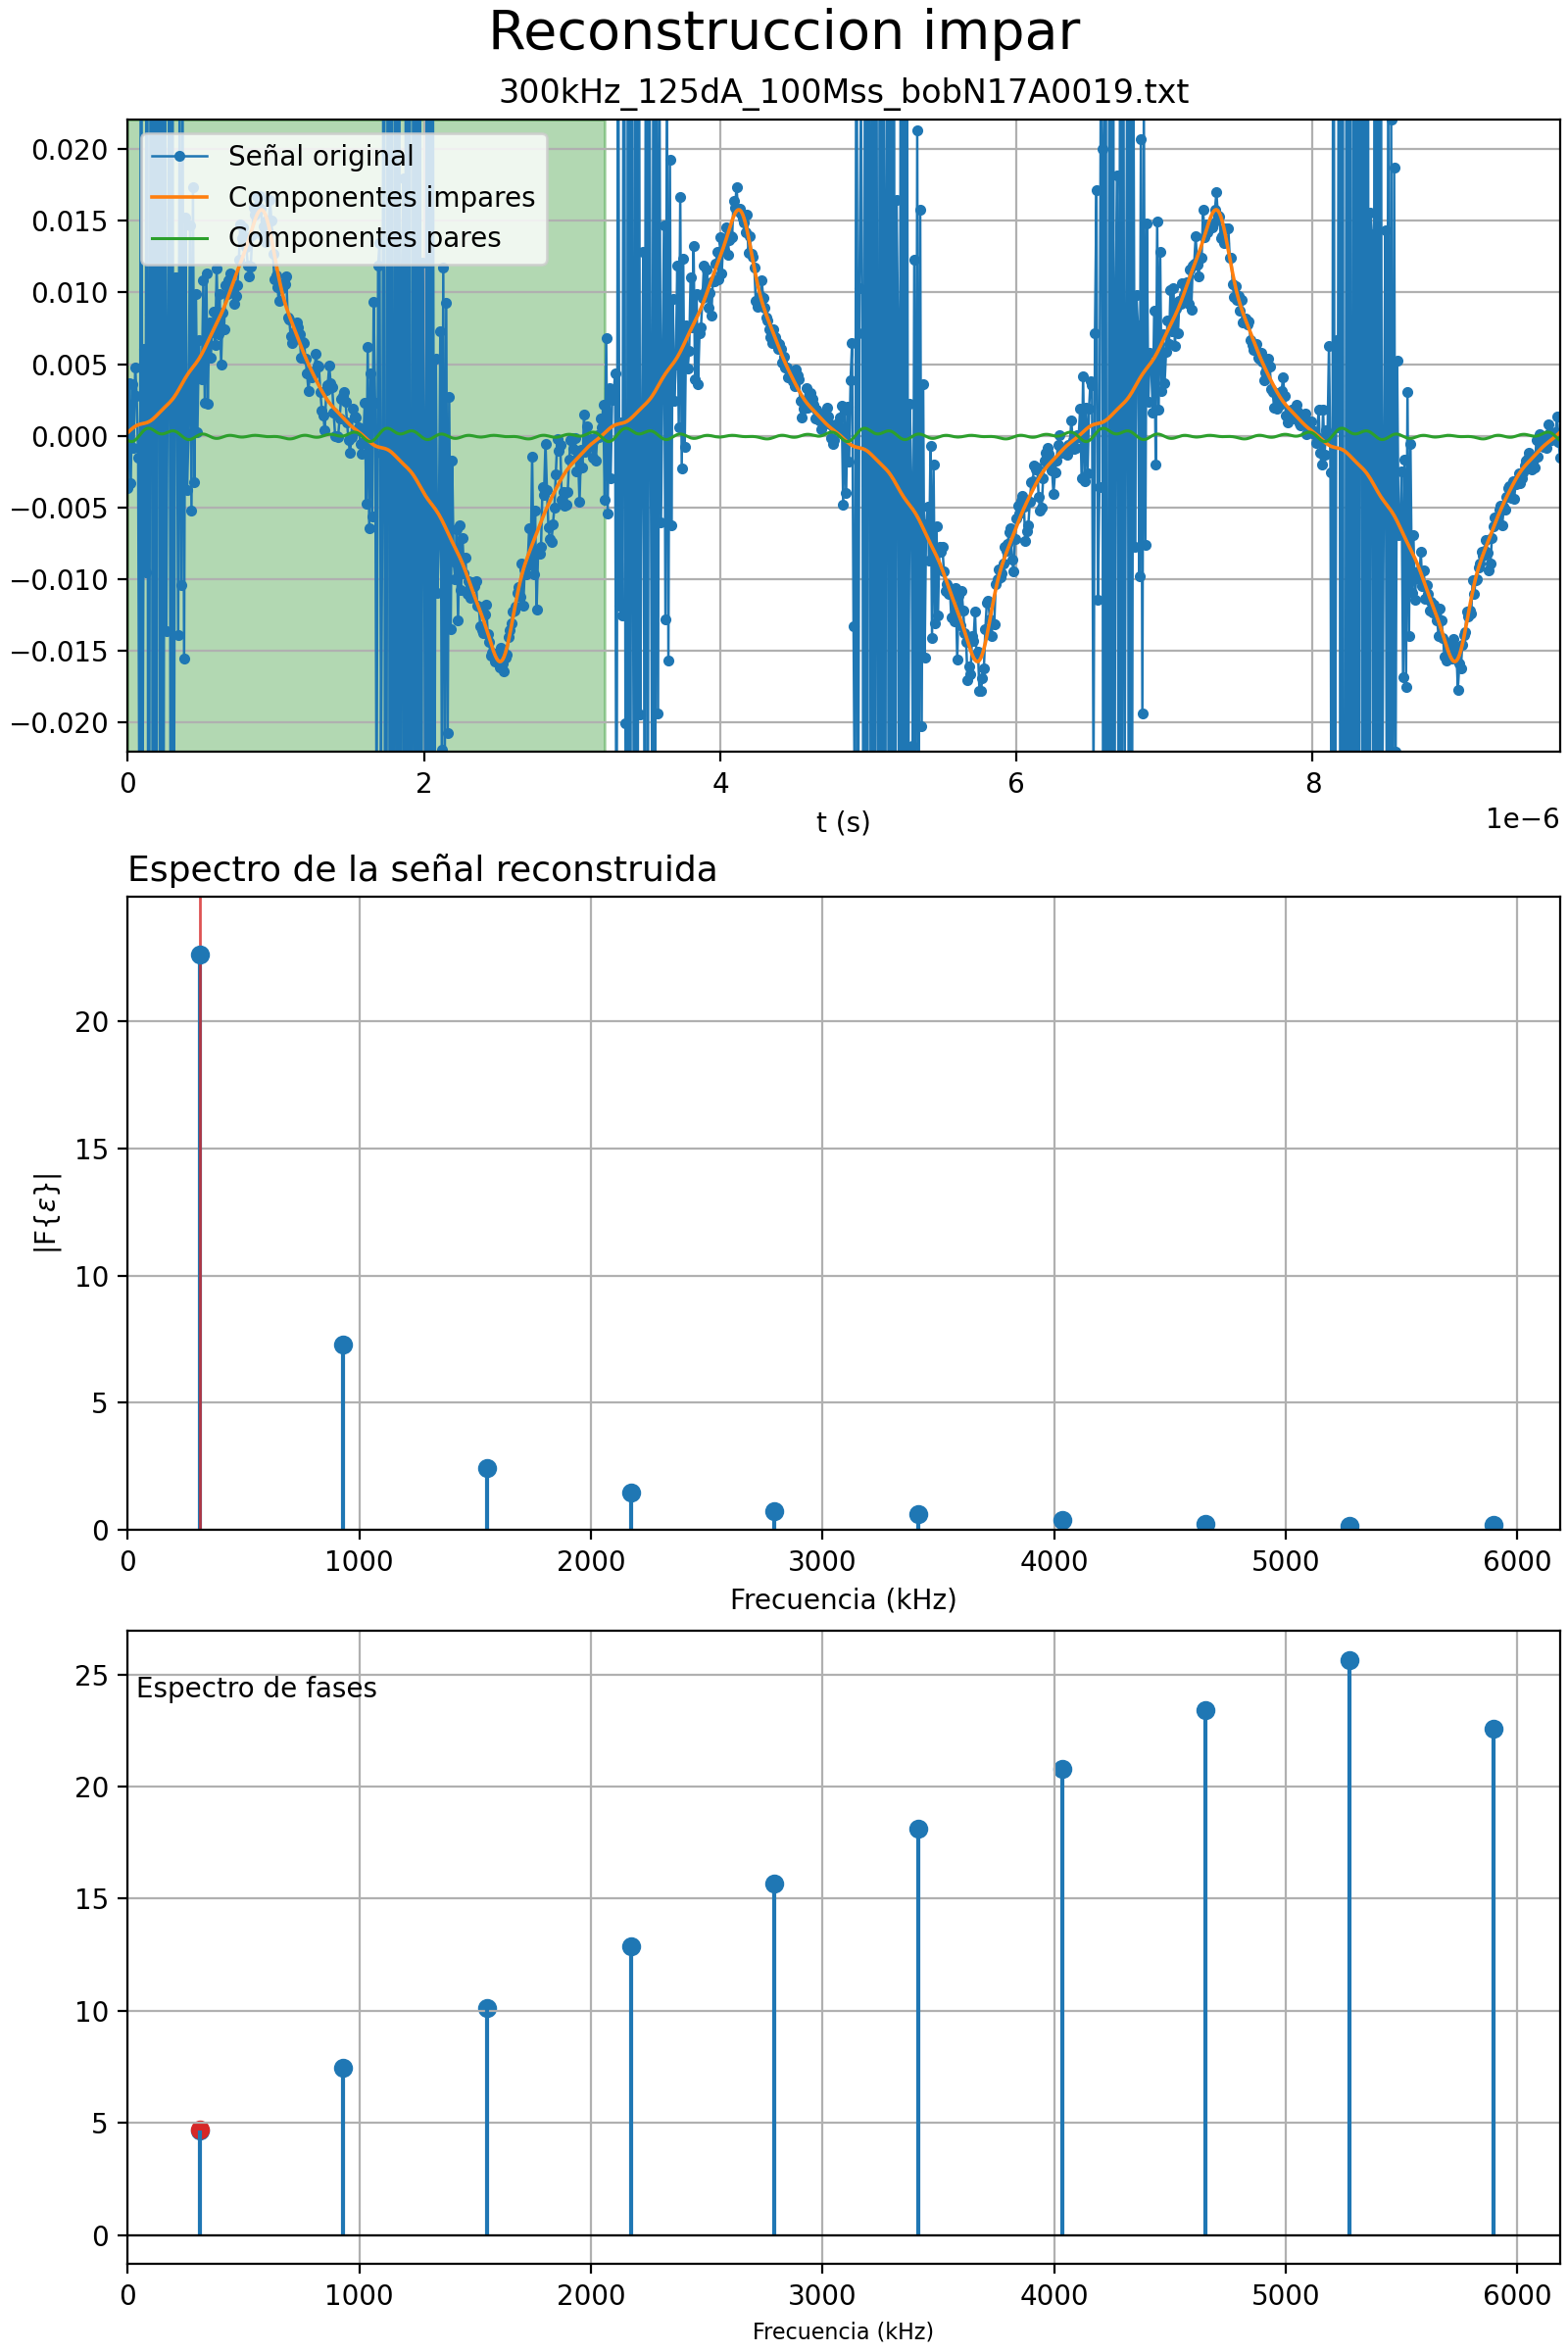 Reconstruccion impar
300kHz_125dA_100Mss_bobN17A0019.txt
Señal original
Componentes impares
Componentes pares
0.020
0.015
0.010
0.005
0.000
−0.005
−0.010
−0.015
−0.020
0 2 4 6 8
1e−6
t (s)
Espectro de la señal reconstruida
|F{ε}|
20
15
10
5
0
0 1000 2000 3000 4000 5000 6000
Frecuencia (kHz)
Espectro de fases
25
20
15
10
5
0
0 1000 2000 3000 4000 5000 6000
Frecuencia (kHz)